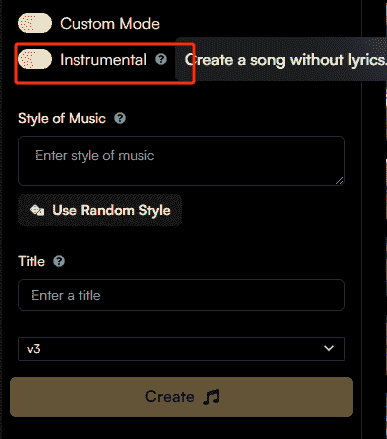 Custom Mode
Instrumental ? Create a song without lyrics.
Style of Music ?
Enter style of music
Use Random Style
Title ?
Enter a title
v3
Create